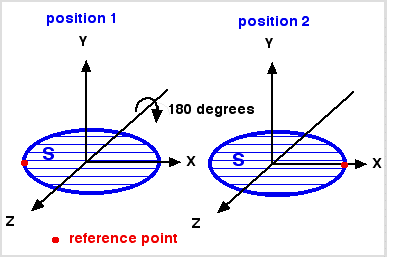 position 1
position 2
Y
Y
180 degrees
S
S
X
X
Z
Z
reference point